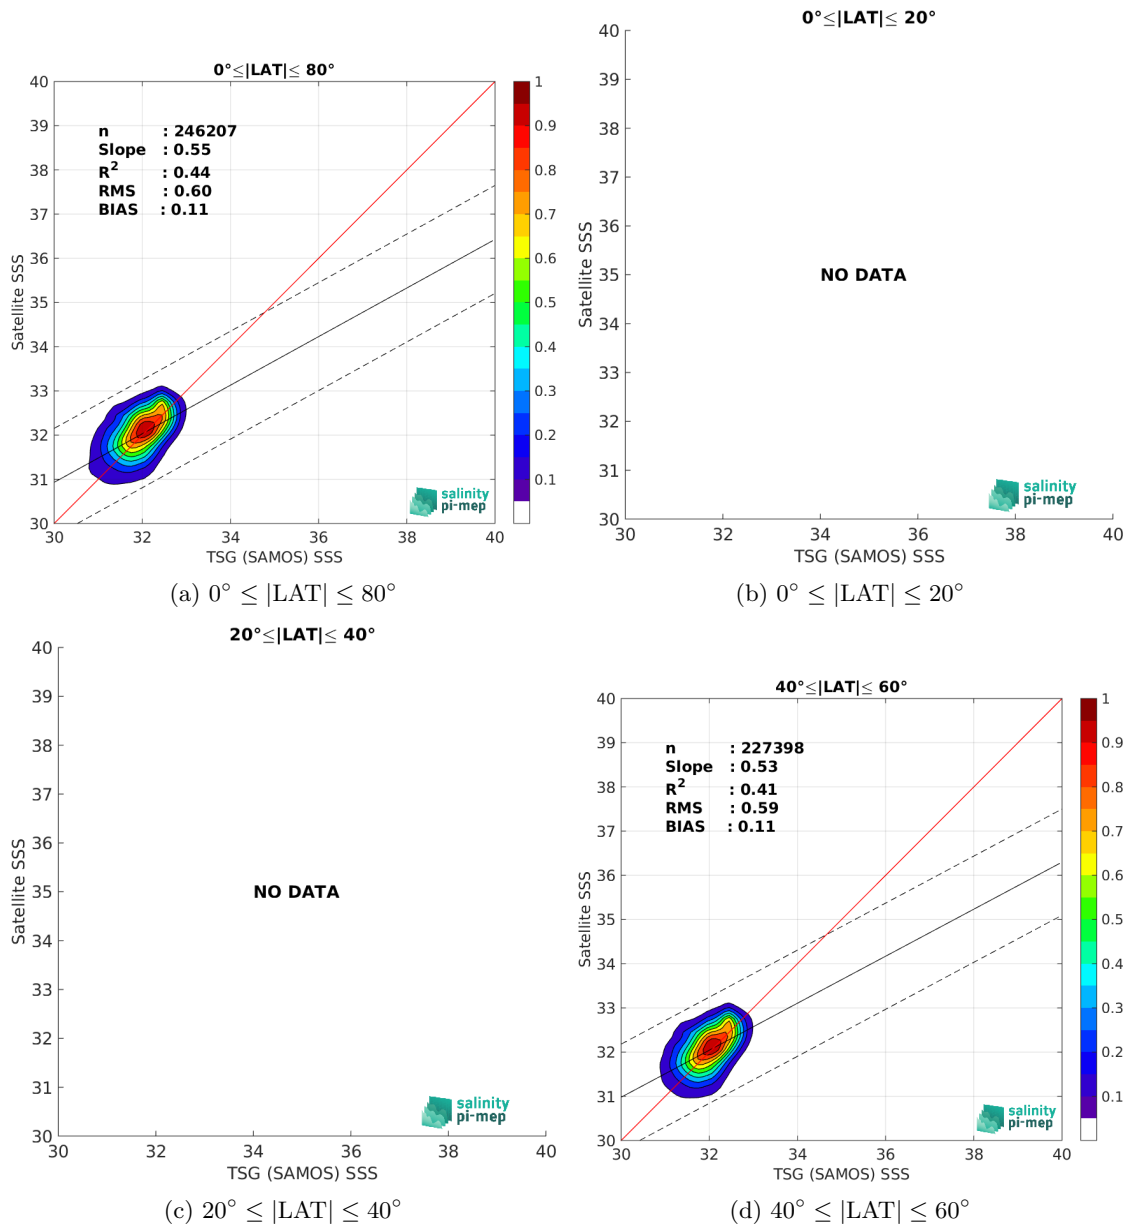 0°≤|LAT|≤ 80°
40
39
38
37
36
35
34
33
32
31
30
Satellite SSS
n : 246207
Slope : 0.55
R2 : 0.44
RMS : 0.60
BIAS : 0.11
salinity
pi-mep
30 32 34 36 38 40
TSG (SAMOS) SSS
1
0.9
0.8
0.7
0.6
0.5
0.4
0.3
0.2
0.1
(a) 0° ≤ |LAT| ≤ 80°
0°≤|LAT|≤ 20°
40
39
38
37
36
35
34
33
32
31
30
Satellite SSS
NO DATA
salinity
pi-mep
30 32 34 36 38 40
TSG (SAMOS) SSS
(b) 0° ≤ |LAT| ≤ 20°
20°≤|LAT|≤ 40°
40
39
38
37
36
35
34
33
32
31
30
Satellite SSS
NO DATA
salinity
pi-mep
30 32 34 36 38 40
TSG (SAMOS) SSS
(c) 20° ≤ |LAT| ≤ 40°
40°≤|LAT|≤ 60°
40
39
38
37
36
35
34
33
32
31
30
Satellite SSS
n : 227398
Slope : 0.53
R2 : 0.41
RMS : 0.59
BIAS : 0.11
salinity
pi-mep
30 32 34 36 38 40
TSG (SAMOS) SSS
1
0.9
0.8
0.7
0.6
0.5
0.4
0.3
0.2
0.1
(d) 40° ≤ |LAT| ≤ 60°